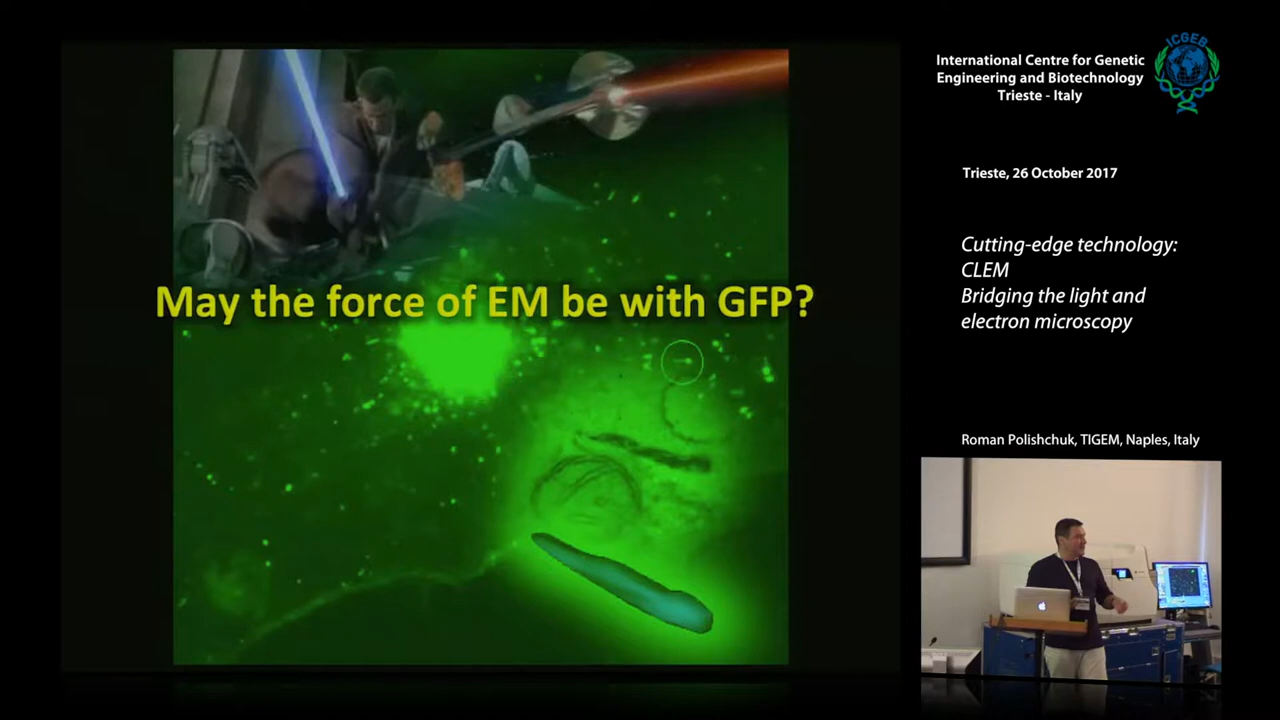 May the force of EM be with GFP?
International Centre for Genetic
Engineering and Biotechnology
Trieste - Italy
ICGEB
Trieste, 26 October 2017
Cutting-edge technology:
CLEM
Bridging the light and
electron microscopy
Roman Polishchuk, TIGEM, Naples, Italy